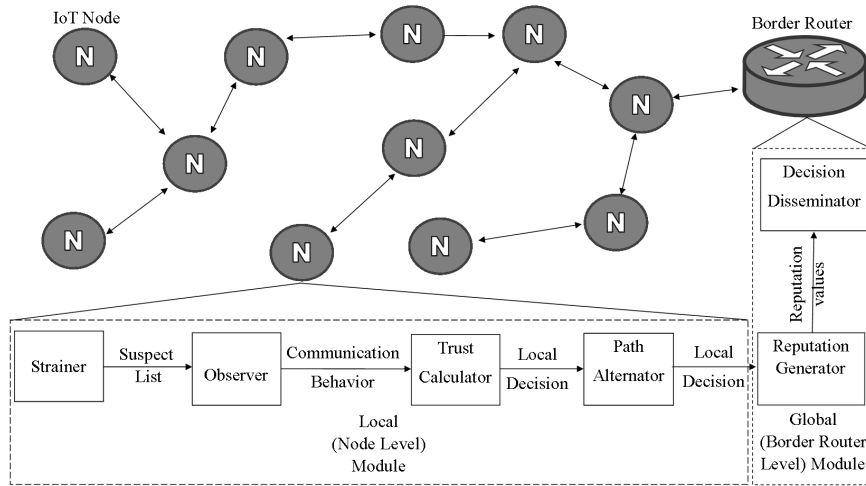 IoT Node
Border Router
N
N
N
N
N
N
N
N
N
N
N
Decision
Disseminator
Reputation
values
Strainer
Suspect
List
Observer
Communication
Behavior
Trust
Calculator
Local
Decision
Path
Alternator
Local
Decision
Reputation
Generator
Local
(Node Level)
Module
Global
(Border Router
Level) Module